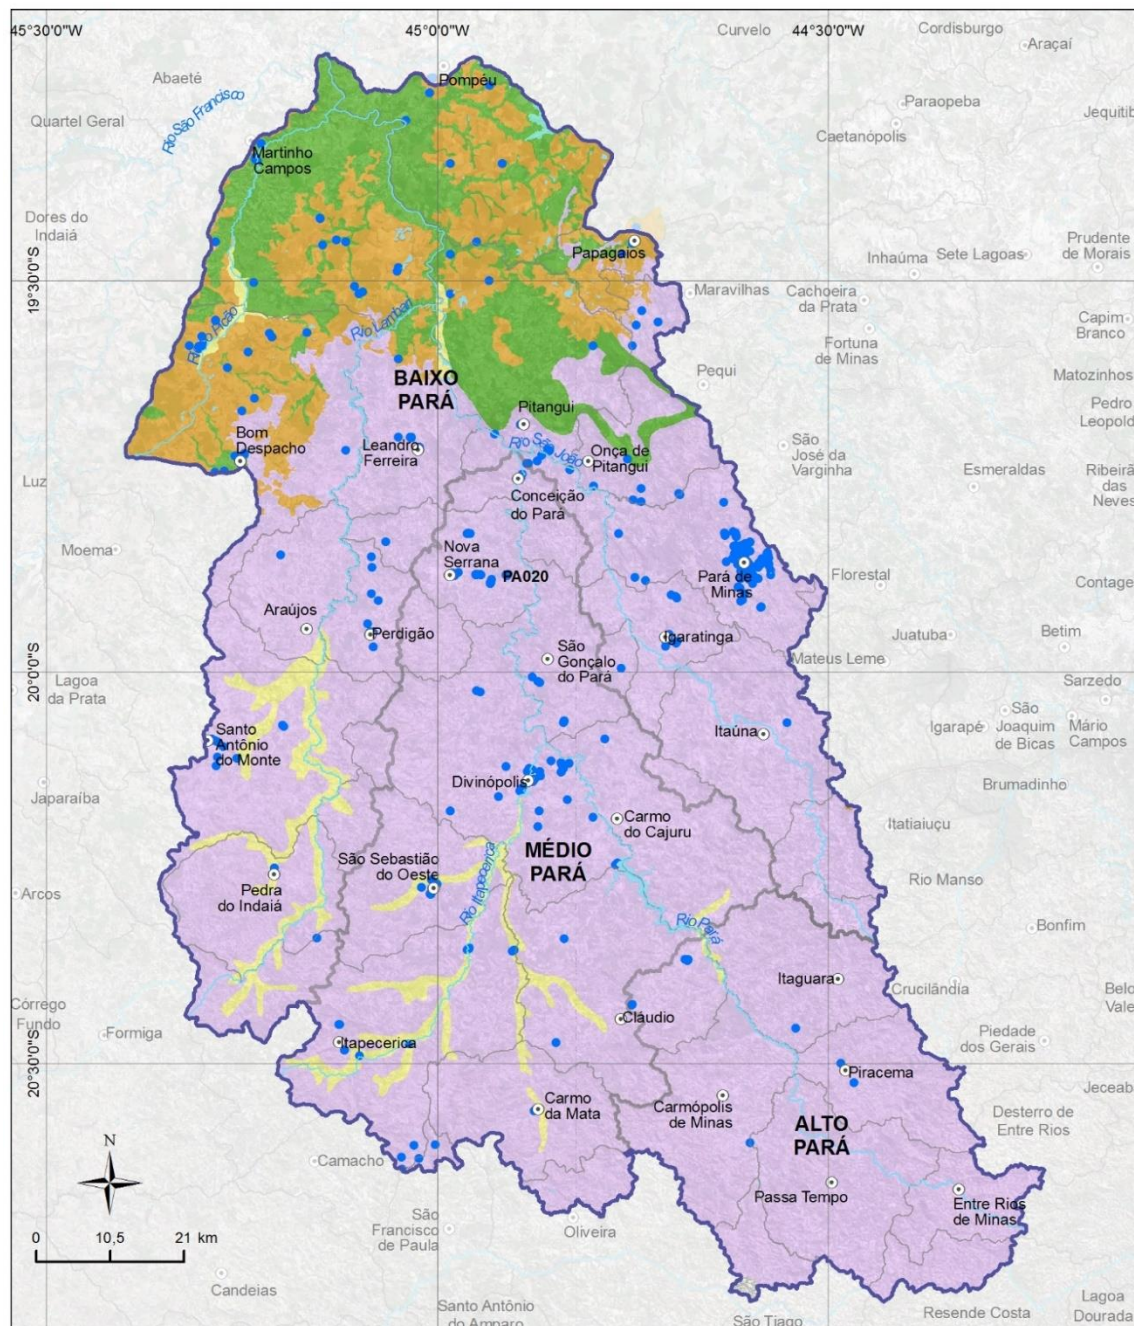 45°30'0"W
45°0'0"W
44°30'0"W
Curvelo
Cordisburgo
Araçaí
Abaeté
Pompéu
Paraopeba
Quartel Geral
Rio São Francisco
Caetanópolis
Jequitib
Martinho
Campos
Dores do
Indaiá
Papagaios
Inhaúma
Sete Lagoas
Prudente
de Morais
19°30'0"S
Maravilhas
Cachoeira
da Prata
Rio Picão
Rio Lambari
Fortuna
de Minas
Capim
Branco
BAIXO
PARÁ
Pequi
Matozinhos
Pitangui
Pedro
Leopold
Bom
Despacho
Leandro
Ferreira
Rio São João
Onça de
Pitangui
São
José da
Varginha
Luz
Esmeraldas
Ribeirã
das
Neves
Conceição
do Pará
Moema
Nova
Serrana
PA020
Pará de
Minas
Florestal
Contage
Araújos
Perdigão
Igaratinga
Juatuba
Betim
São
Gonçalo
do Pará
Mateus Leme
20°0'0"S
Lagoa
da Prata
Sarzedo
Santo
Antônio
do Monte
Itaúna
Igarapé
São
Joaquim
de Bicas
Mário
Campos
Japaraíba
Divinópolis
Brumadinho
Carmo
do Cajuru
Itatiaiuçu
MÉDIO
PARÁ
São Sebastião
do Oeste
Arcos
Pedra
do Indaiá
Rio Manso
Rio Itapecerica
Rio Pará
Bonfim
Itaguara
Crucilândia
Belo
Vale
Córrego
Fundo
Formiga
Cláudio
Itapecerica
Piedade
dos Gerais
20°30'0"S
Piracema
Jeceab
Carmo
da Mata
Carmópolis
de Minas
ALTO
PARÁ
Desterro de
Entre Rios
N
Camacho
Passa Tempo
Entre Rios
de Minas
São
Francisco
de Paula
Oliveira
0 10,5 21 km
Candeias
Santo Antônio
do Amparo
São Tiago
Resende Costa
Lagoa
Dourada